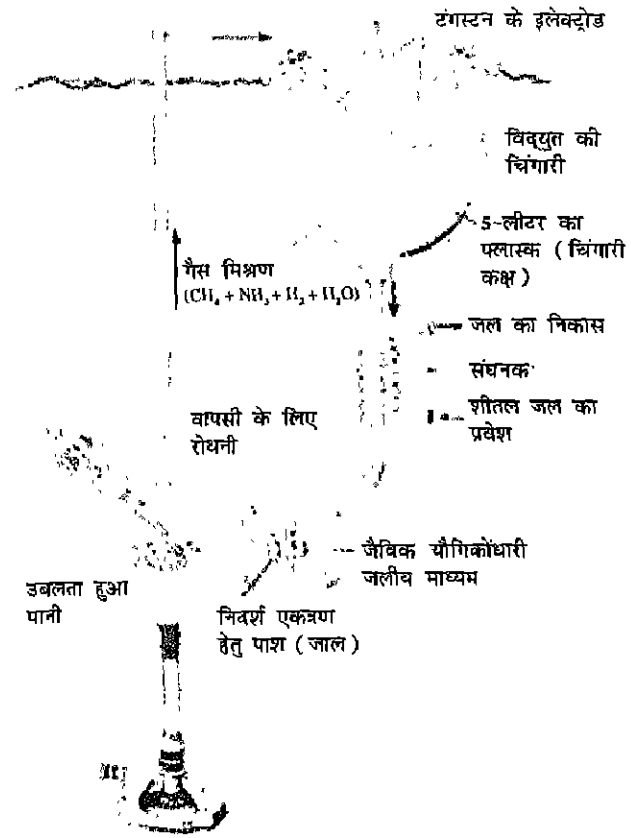 टंगस्टन के इलेक्ट्रोड
विद्युत की
चिंगारी
5-लीटर का
फ्लास्क (चिंगारी
कक्ष)
गैस मिश्रण
(CH₄ + NH₃ + H₂ + H₂O)
जल का निकास
संघनक
शीतल जल का
प्रवेश
वापसी के लिए
रोधनी
जैविक यौगिकोंधारी
जलीय माध्यम
उबलता हुआ
पानी
निदर्श एकत्रण
हेतु पाश (जाल)